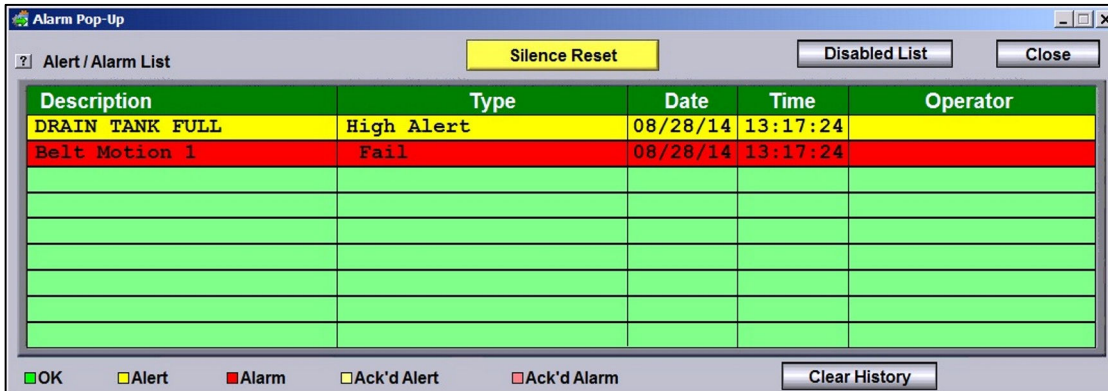 Alarm Pop-Up
? Alert / Alarm List Silence Reset Disabled List Close
Description Type Date Time Operator
DRAIN TANK FULL High Alert 08/28/14 13:17:24
Belt Motion 1 Fail 08/28/14 13:17:24
OK Alert Alarm Ack'd Alert Ack'd Alarm Clear History